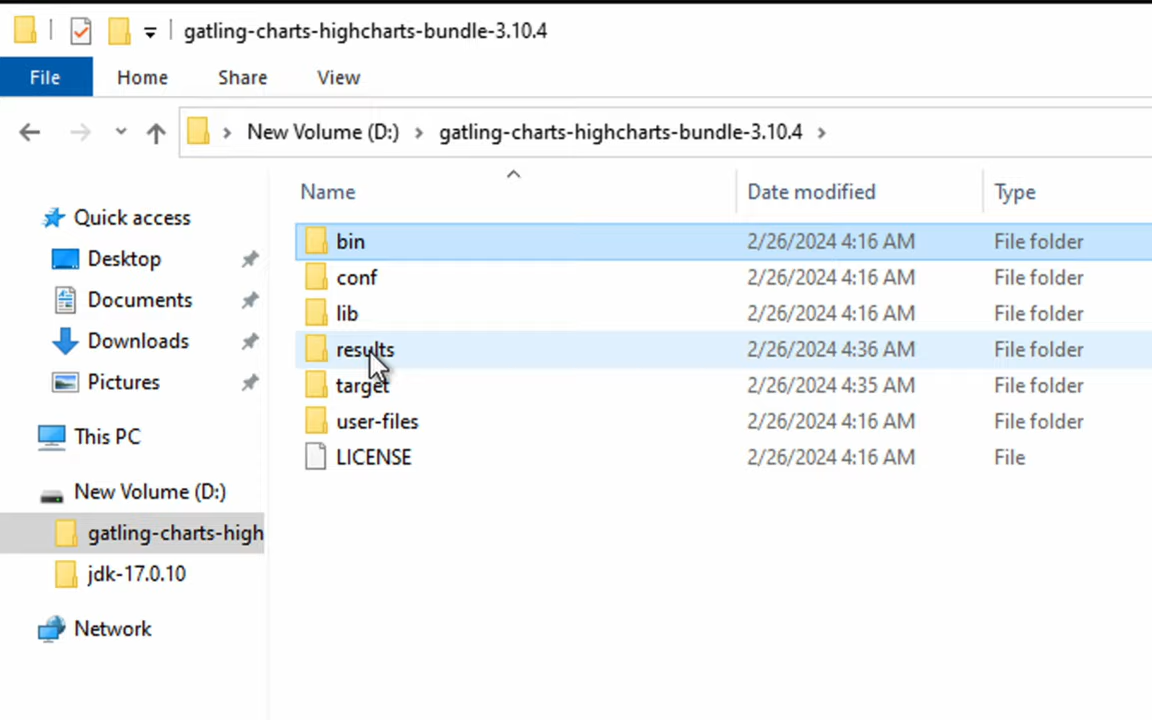 gatling-charts-highcharts-bundle-3.10.4
File Home Share View
New Volume (D:) gatling-charts-highcharts-bundle-3.10.4
Name Date modified Type
Quick access
Desktop
Documents
Downloads
Pictures
This PC
New Volume (D:)
gatling-charts-high
jdk-17.0.10
Network
bin 2/26/2024 4:16 AM File folder
conf 2/26/2024 4:16 AM File folder
lib 2/26/2024 4:16 AM File folder
results 2/26/2024 4:36 AM File folder
target 2/26/2024 4:35 AM File folder
user-files 2/26/2024 4:16 AM File folder
LICENSE 2/26/2024 4:16 AM File